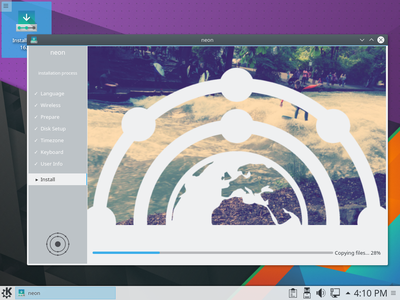 Install
16
neon
neon
Installation process
Language
Wireless
Prepare
Disk Setup
Timezone
Keyboard
User Info
Install
Copying files... 28%
neon
4:10 PM